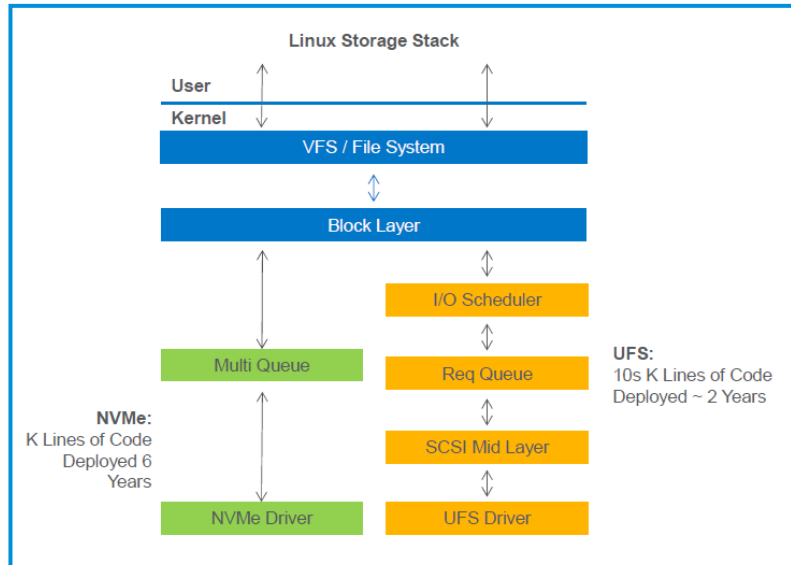 Linux Storage Stack
User
Kernel
VFS / File System
Block Layer
I/O Scheduler
Multi Queue
Req Queue
UFS:
10s K Lines of Code
Deployed ~ 2 Years
NVMe:
K Lines of Code
Deployed 6
Years
SCSI Mid Layer
NVMe Driver
UFS Driver